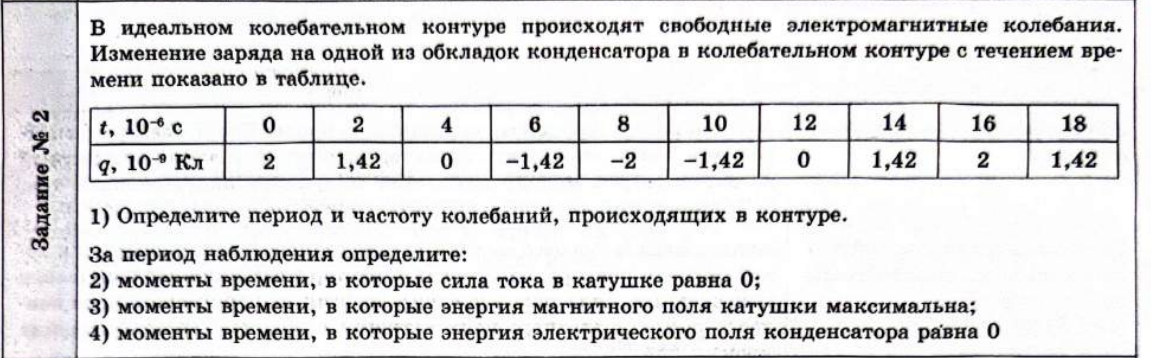 Задание № 2
В идеальном колебательном контуре происходят свободные электромагнитные колебания.
Изменение заряда на одной из обкладок конденсатора в колебательном контуре с течением вре-
мени показано в таблице.
t, 10⁻⁶ с 0 2 4 6 8 10 12 14 16 18
q, 10⁻⁹ Кл 2 1,42 0 −1,42 −2 −1,42 0 1,42 2 1,42
1) Определите период и частоту колебаний, происходящих в контуре.
За период наблюдения определите:
2) моменты времени, в которые сила тока в катушке равна 0;
3) моменты времени, в которые энергия магнитного поля катушки максимальна;
4) моменты времени, в которые энергия электрического поля конденсатора равна 0